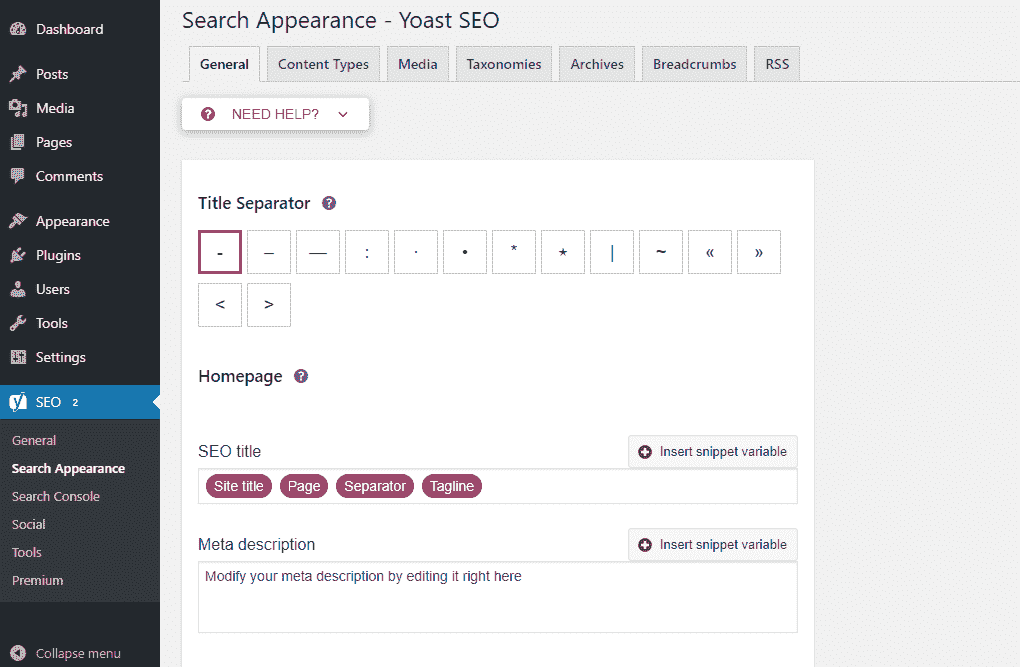 Dashboard
Posts
Media
Pages
Comments
Appearance
Plugins
Users
Tools
Settings
SEO 2
General
Search Appearance
Search Console
Social
Tools
Premium
Collapse menu
Search Appearance - Yoast SEO
General Content Types Media Taxonomies Archives Breadcrumbs RSS
? NEED HELP?
Title Separator ?
- – — : · • * ⋆ | ~ « »
< >
Homepage ?
SEO title Insert snippet variable
Site title Page Separator Tagline
Meta description Insert snippet variable
Modify your meta description by editing it right here